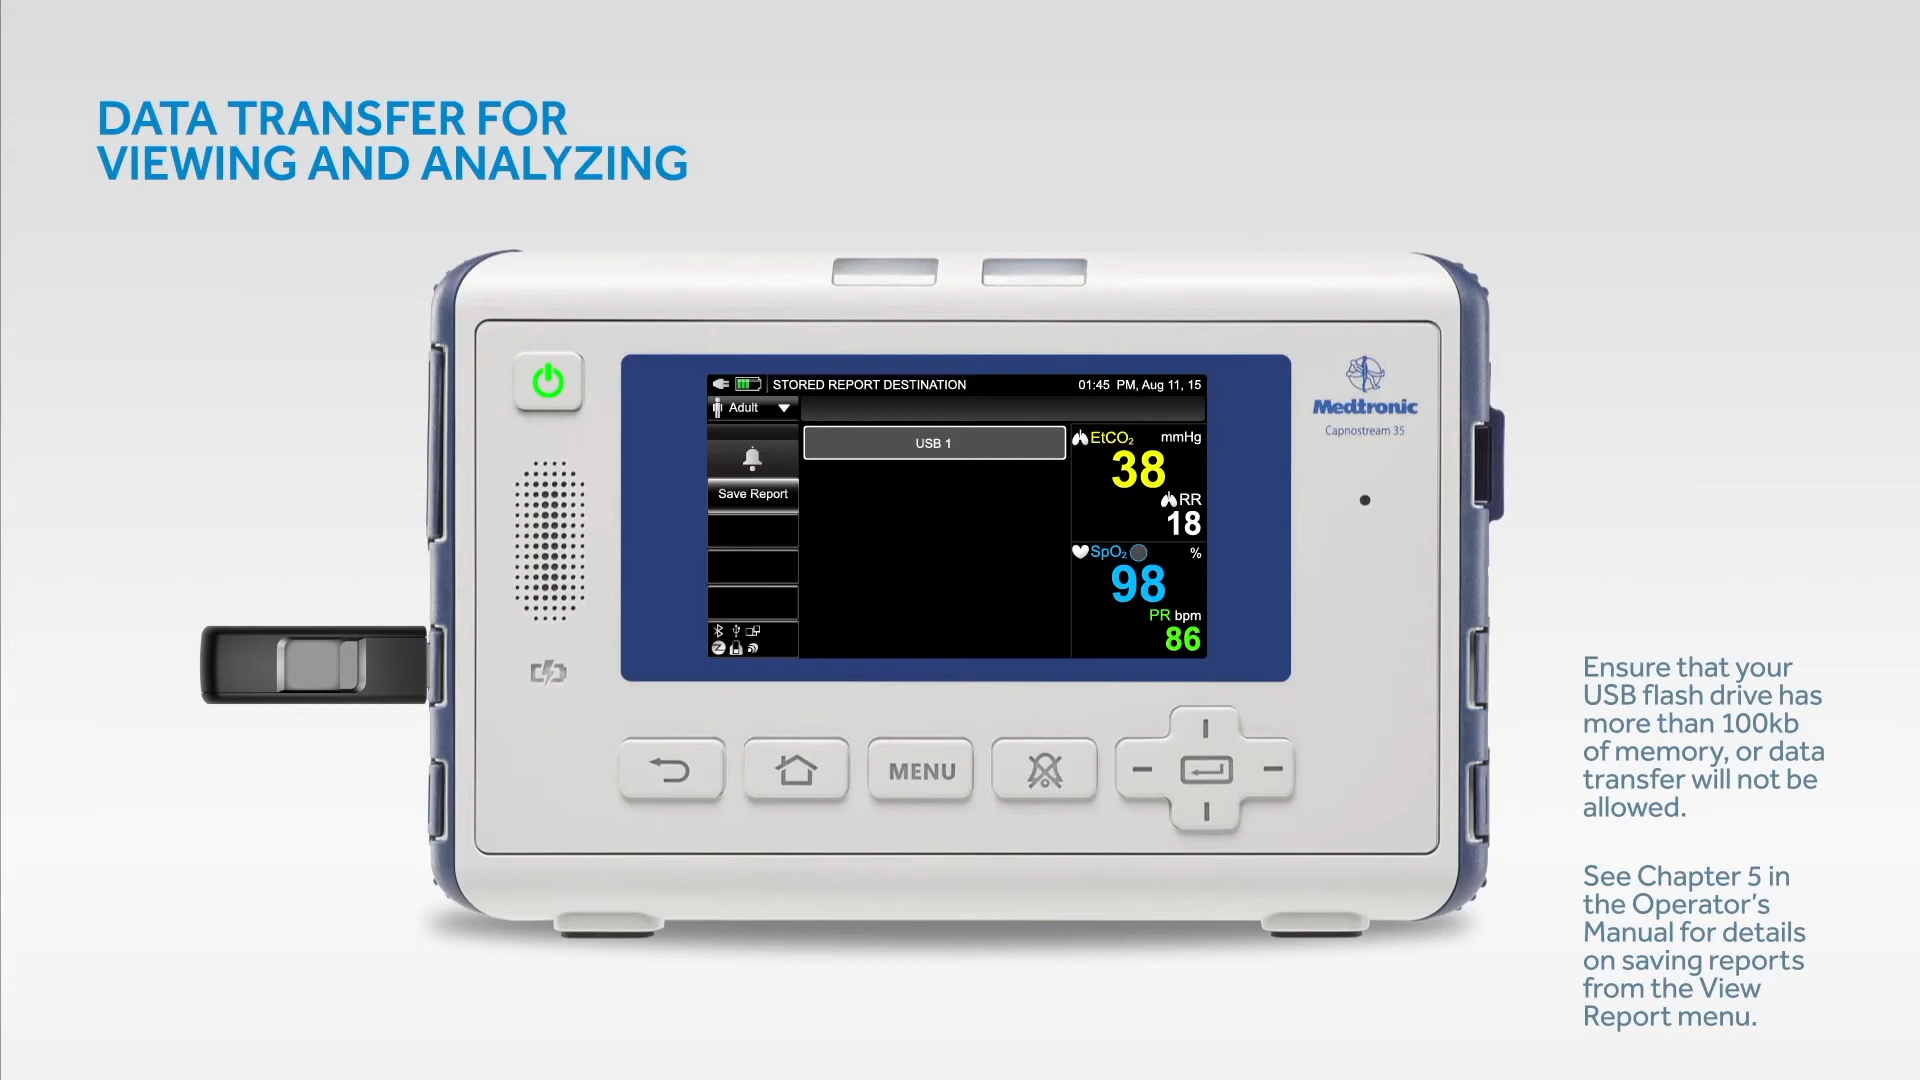 DATA TRANSFER FOR
VIEWING AND ANALYZING
STORED REPORT DESTINATION
01:45 PM, Aug 11, 15
Adult
USB 1
EtCO₂ mmHg
38
Save Report
RR
18
SpO₂ %
98
PR bpm
86
Medtronic
Capnostream 35
MENU
Ensure that your
USB flash drive has
more than 100kb
of memory, or data
transfer will not be
allowed.
See Chapter 5 in
the Operator’s
Manual for details
on saving reports
from the View
Report menu.